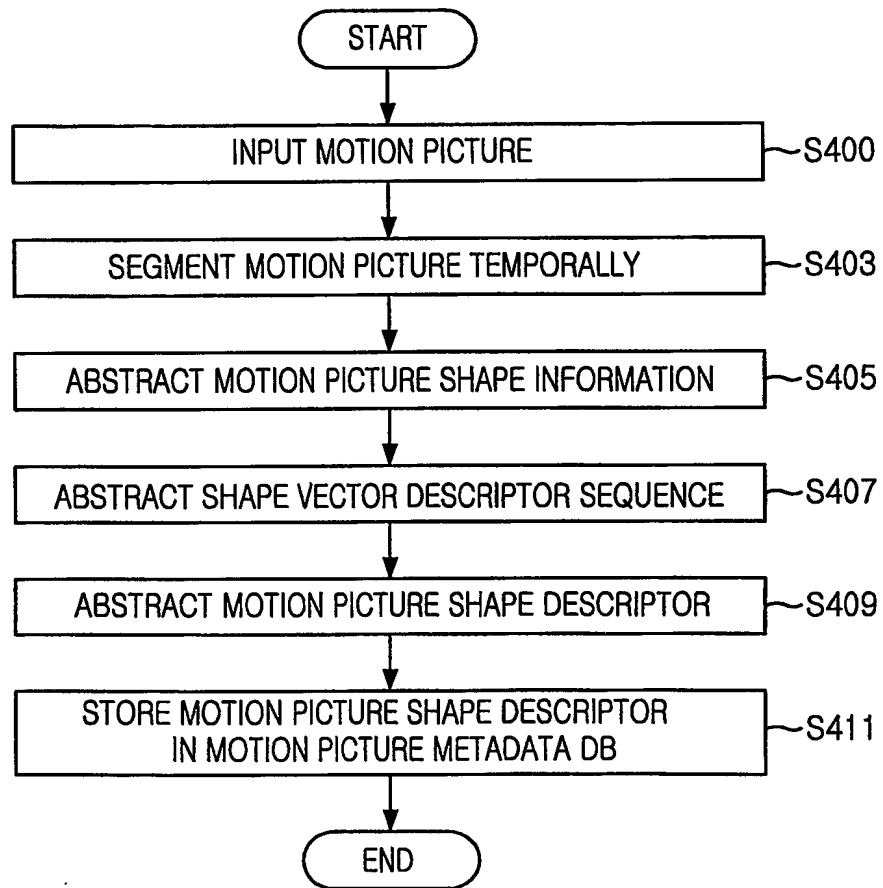 START
INPUT MOTION PICTURE
S400
SEGMENT MOTION PICTURE TEMPORALLY
S403
ABSTRACT MOTION PICTURE SHAPE INFORMATION
S405
ABSTRACT SHAPE VECTOR DESCRIPTOR SEQUENCE
S407
ABSTRACT MOTION PICTURE SHAPE DESCRIPTOR
S409
STORE MOTION PICTURE SHAPE DESCRIPTOR
IN MOTION PICTURE METADATA DB
S411
END